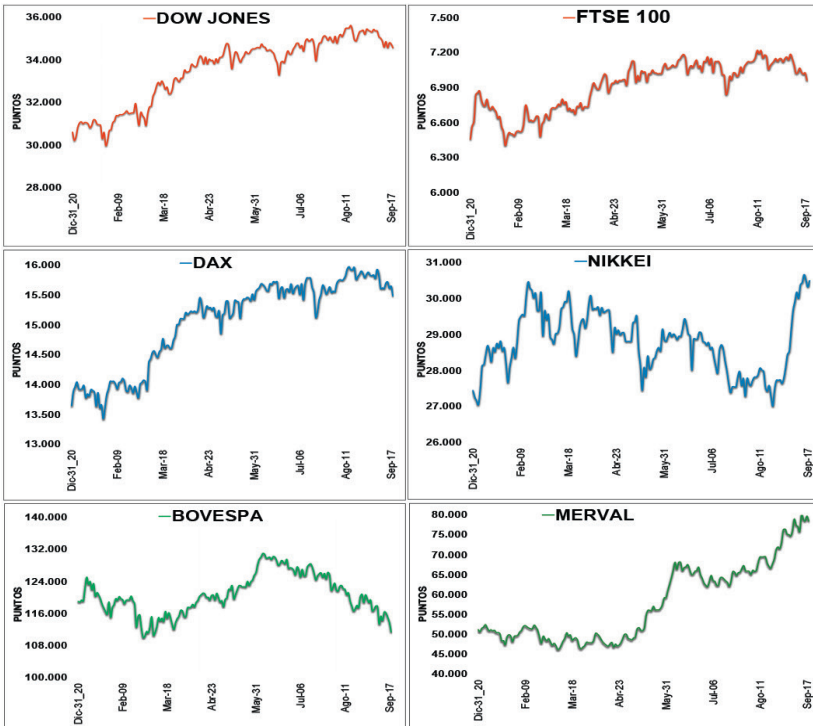 DOW JONES
36.000
34.000
31.000
30.000
28.000
PUNTOS
Dic-31_20
Feb-09
Mar-18
Abr-23
May-31
Jul-06
Ago-11
Sep-17
FTSE 100
7.500
7.200
6.900
6.600
6.300
6.000
PUNTOS
Dic-31_20
Feb-09
Mar-18
Abr-23
May-31
Jul-06
Ago-11
Sep-17
DAX
16.000
15.500
15.000
14.500
14.000
13.500
13.000
PUNTOS
Dic-31_20
Feb-09
Mar-18
Abr-23
May-31
Jul-06
Ago-11
Sep-17
NIKKEI
31.000
30.000
29.000
28.000
27.000
26.000
PUNTOS
Dic-31_20
Feb-09
Mar-18
Abr-23
May-31
Jul-06
Ago-11
Sep-17
BOVESPA
140.000
132.000
124.000
116.000
108.000
100.000
PUNTOS
Dic-31_20
Feb-09
Mar-18
Abr-23
May-31
Jul-06
Ago-11
Sep-17
MERVAL
80.000
75.000
70.000
65.000
60.000
55.000
50.000
45.000
40.000
PUNTOS
Dic-31_20
Feb-09
Mar-18
Abr-23
May-31
Jul-06
Ago-11
Sep-17